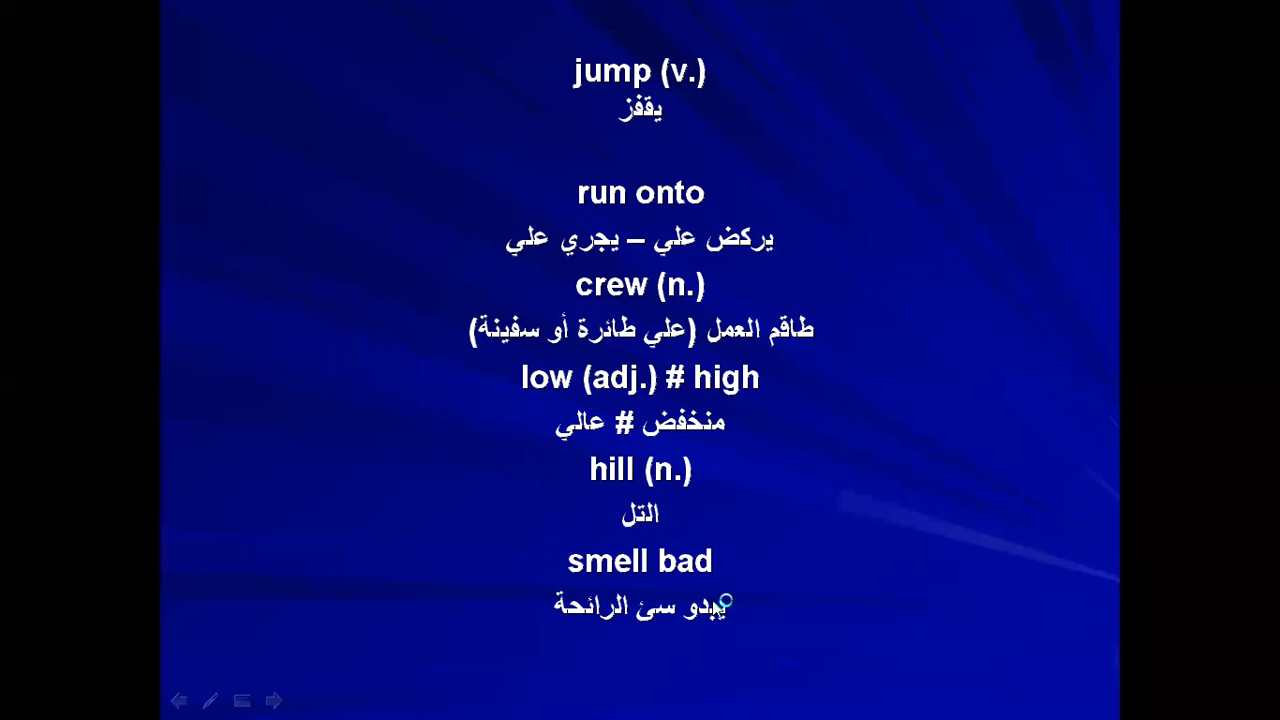 jump (v.)
يقفز
run onto
يركض علي – يجري علي
crew (n.)
طاقم العمل (علي طائرة أو سفينة)
low (adj.) # high
منخفض # عالي
hill (n.)
التل
smell bad
يبدو سئ الرائحة